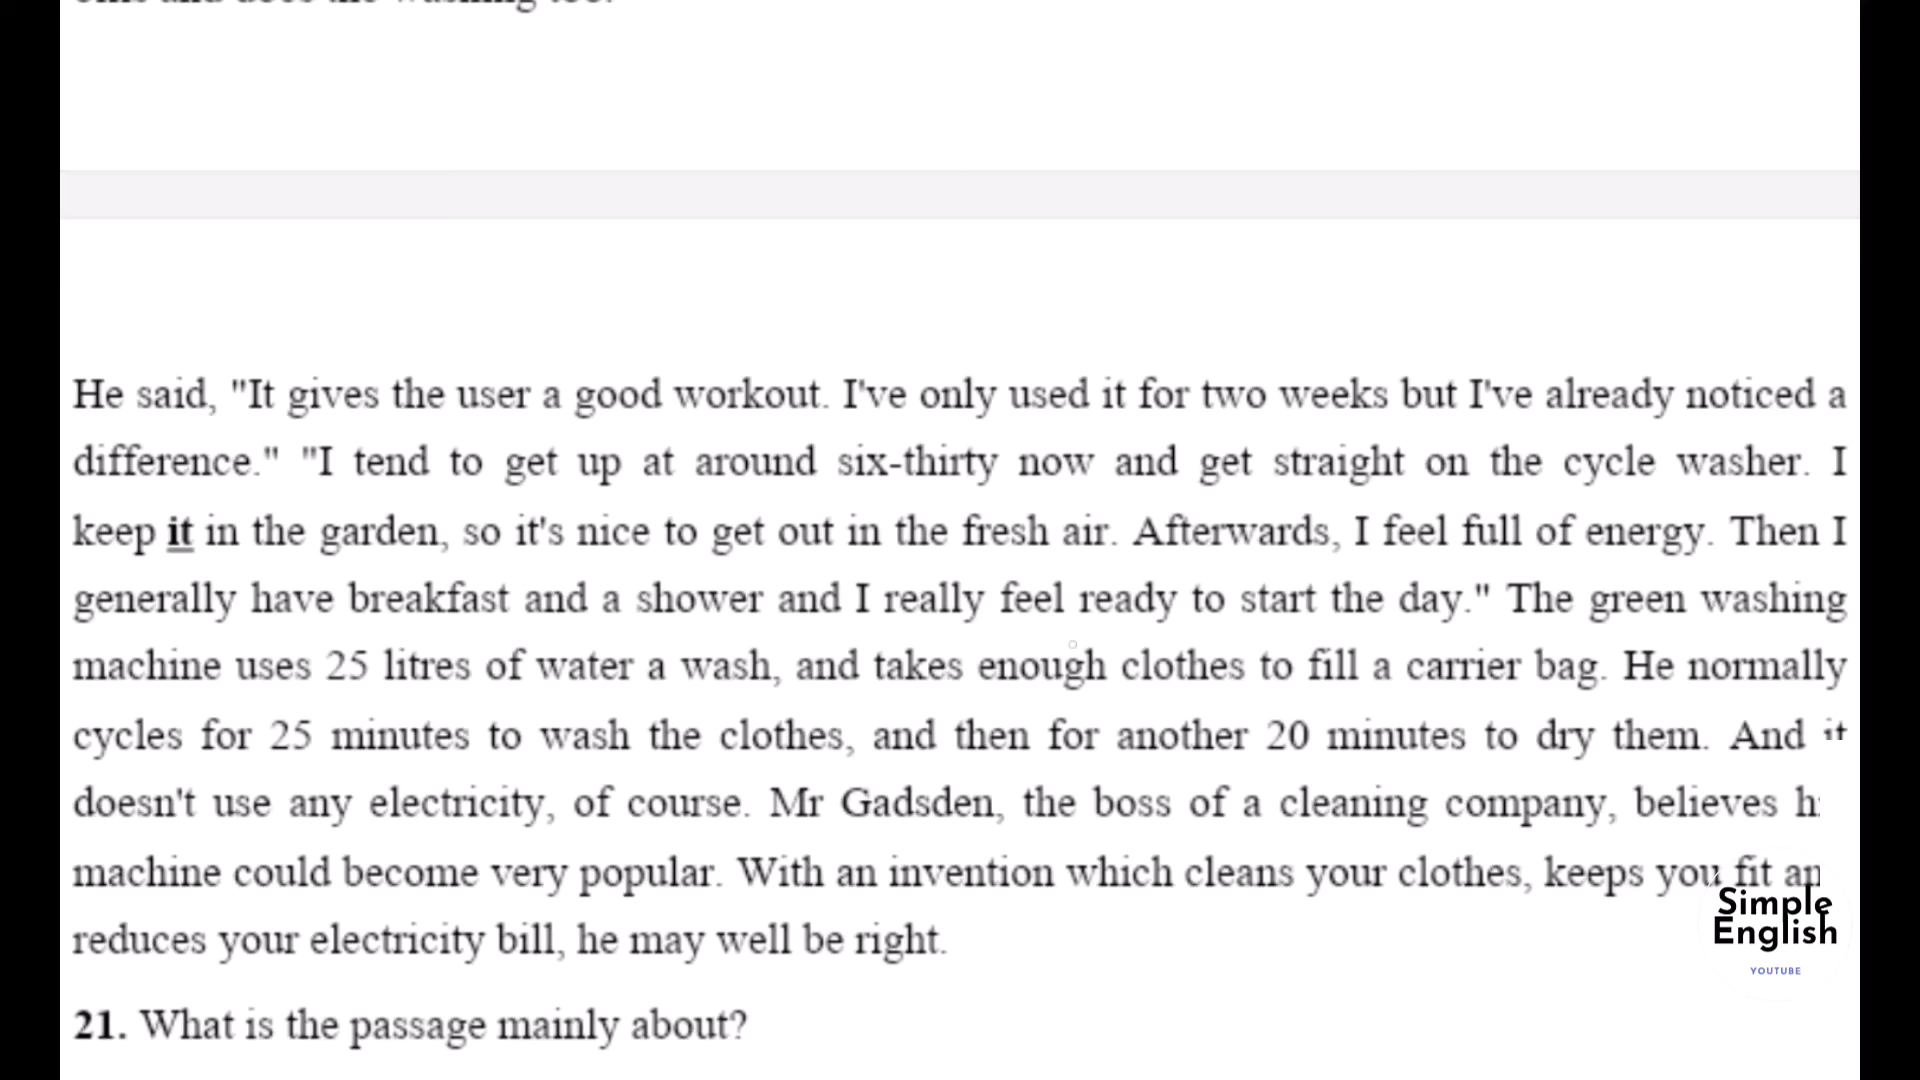 He said, "It gives the user a good workout. I've only used it for two weeks but I've already noticed a
difference." "I tend to get up at around six-thirty now and get straight on the cycle washer. I
keep it in the garden, so it's nice to get out in the fresh air. Afterwards, I feel full of energy. Then I
generally have breakfast and a shower and I really feel ready to start the day." The green washing
machine uses 25 litres of water a wash, and takes enough clothes to fill a carrier bag. He normally
cycles for 25 minutes to wash the clothes, and then for another 20 minutes to dry them. And it
doesn't use any electricity, of course. Mr Gadsden, the boss of a cleaning company, believes
machine could become very popular. With an invention which cleans your clothes, keeps you fit
reduces your electricity bill, he may well be right.
Simple
English
YOUTUBE
21. What is the passage mainly about?